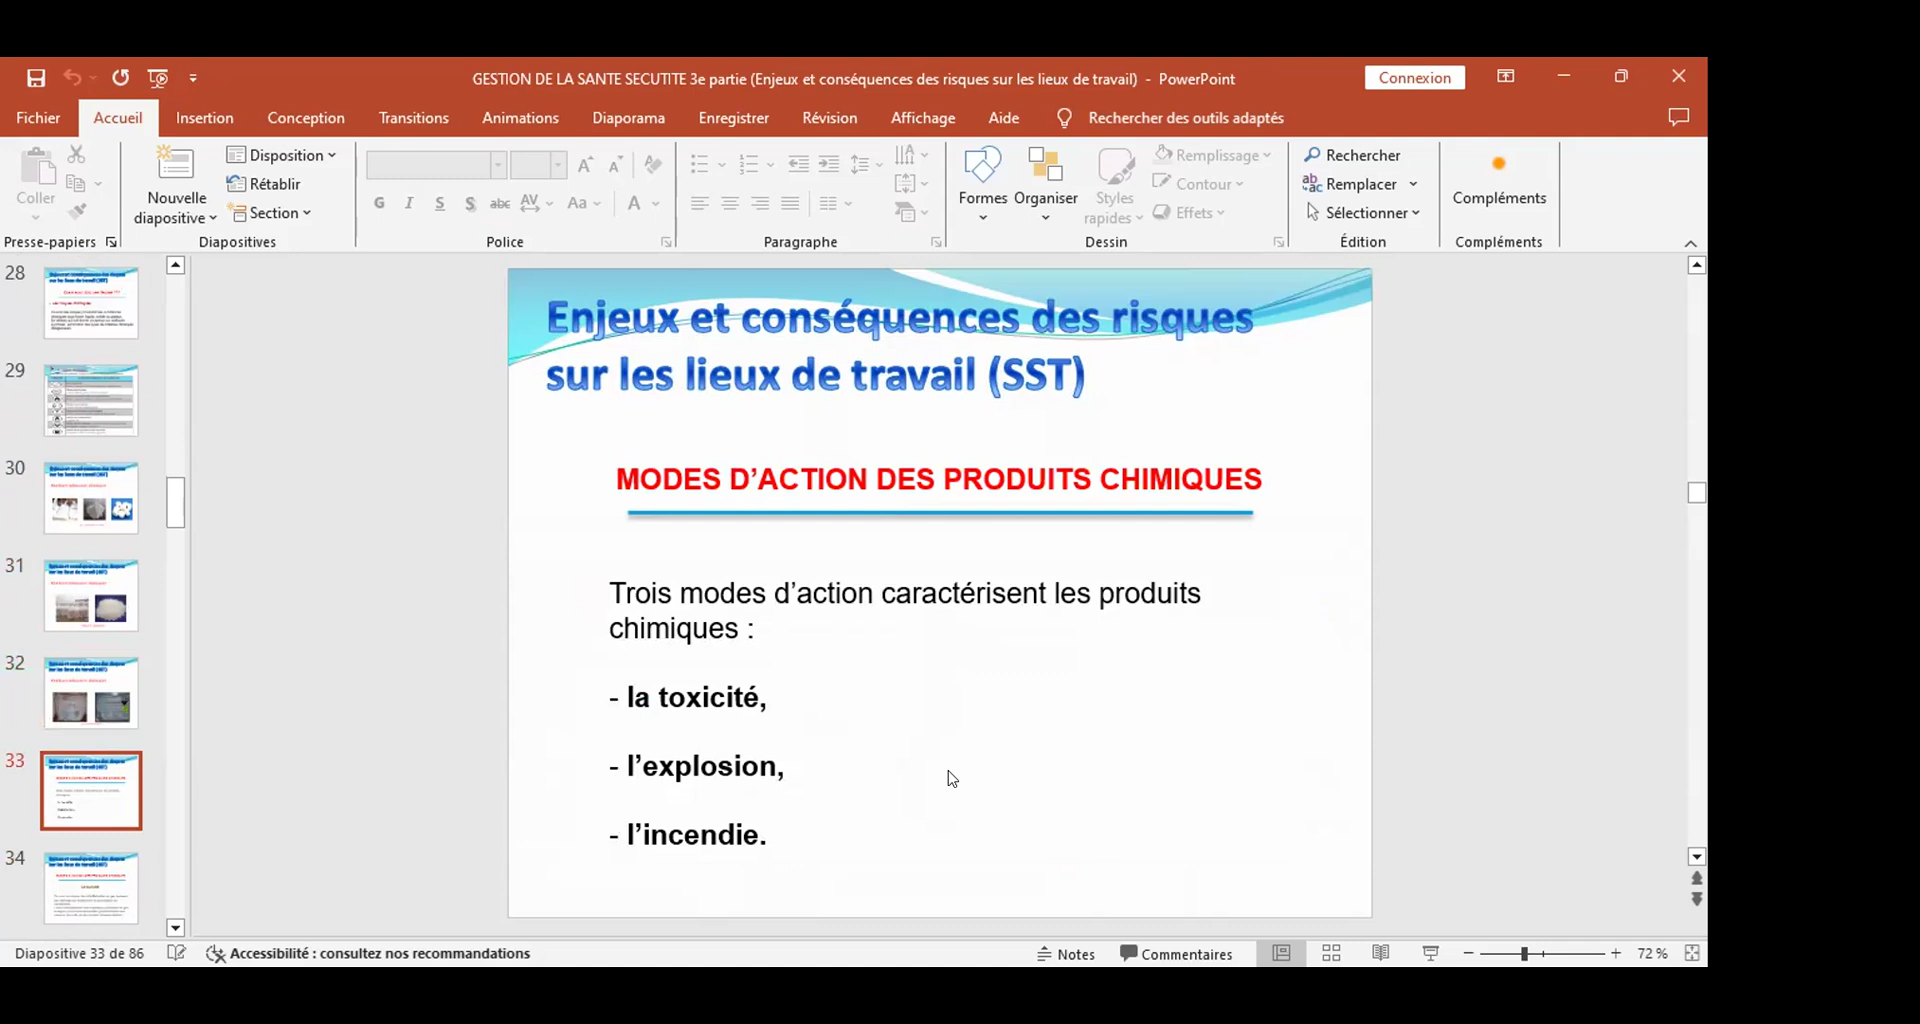 GESTION DE LA SANTE SECUTITE 3e partie (Enjeux et conséquences des risques sur les lieux de travail) - PowerPoint
Connexion
Fichier Accueil Insertion Conception Transitions Animations Diaporama Enregistrer Révision Affichage Aide Rechercher des outils adaptés
Coller
Nouvelle diapositive
Disposition
Rétablir
Section
G I S S abc AV Aa A
Formes
Organiser
Styles rapides
Remplissage
Contour
Effets
Rechercher
Remplacer
Sélectionner
Compléments
Presse-papiers Diapositives Police Paragraphe Dessin Édition Compléments
28
29
30
31
32
33
34
Enjeux et conséquences des risques
sur les lieux de travail (SST)
MODES D’ACTION DES PRODUITS CHIMIQUES
Trois modes d’action caractérisent les produits
chimiques :
- la toxicité,
- l’explosion,
- l’incendie.
Diapositive 33 de 86 Accessibilité : consultez nos recommandations Notes Commentaires 72 %